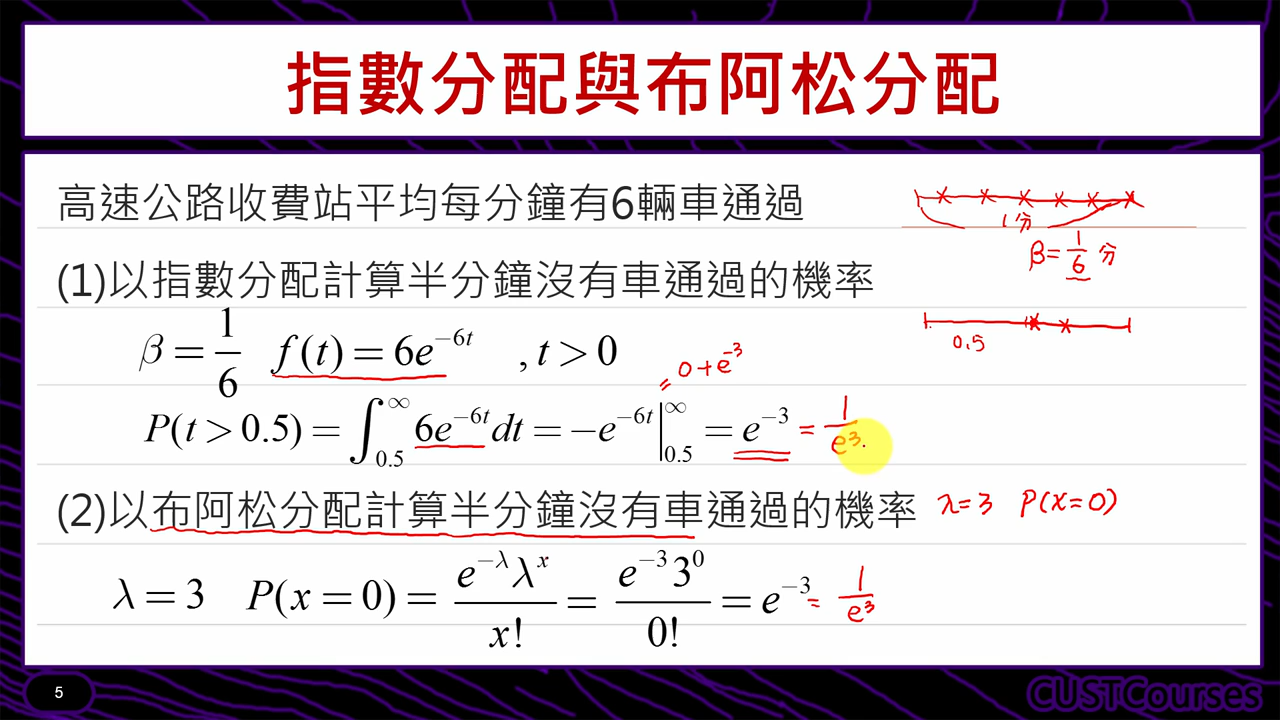 指數分配與布阿松分配
高速公路收費站平均每分鐘有6輛車通過
1分
β=1/6 分
(1)以指數分配計算半分鐘沒有車通過的機率
β = 1/6 f(t) = 6e^{-6t} , t > 0
0.5
= 0+e^{-3}
P(t > 0.5) = ∫_{0.5}^{∞} 6e^{-6t} dt = -e^{-6t} |_{0.5}^{∞} = e^{-3} = 1/e^3
(2)以布阿松分配計算半分鐘沒有車通過的機率 λ=3 P(x=0)
λ = 3 P(x = 0) = e^{-λ}λ^x / x! = e^{-3}3^0 / 0! = e^{-3} = 1/e^3
5
CUSTCourses